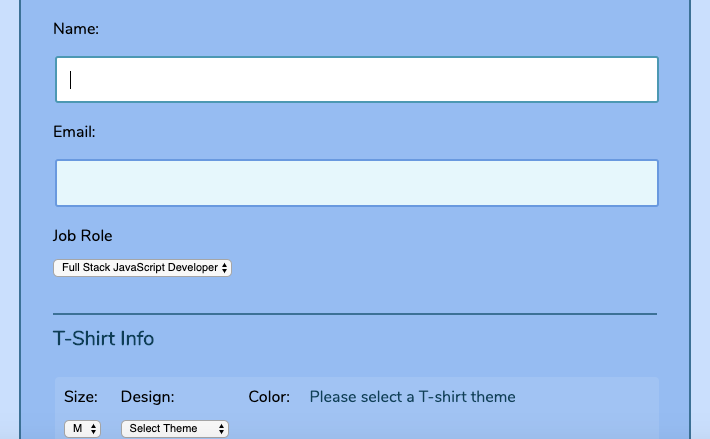 Name:
Email:
Job Role
Full Stack JavaScript Developer
T-Shirt Info
Size: Design: Color: Please select a T-shirt theme
M Select Theme